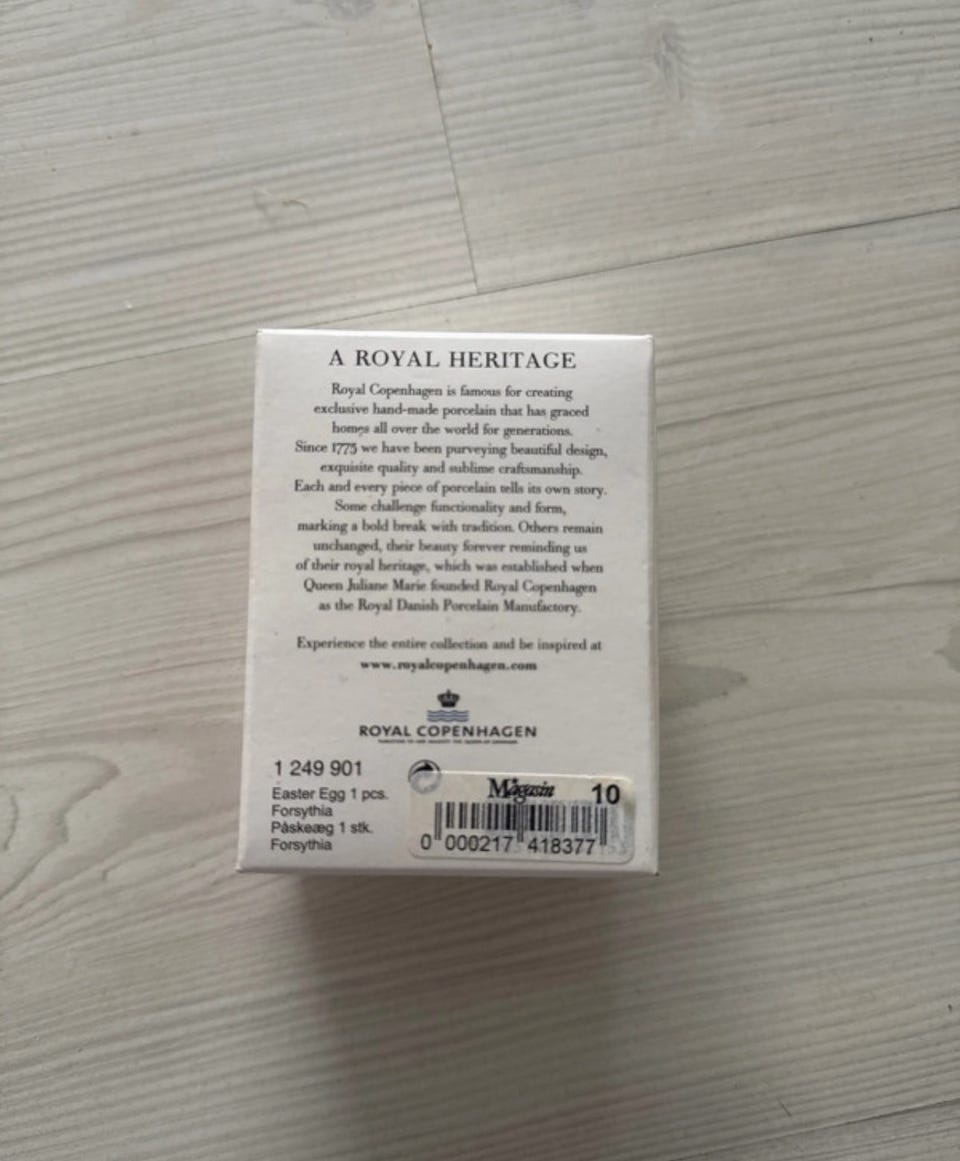 A ROYAL HERITAGE
Royal Copenhagen is famous for creating
exclusive hand-made porcelain that has graced
homes all over the world for generations.
Since 1775 we have been purveying beautiful design,
exquisite quality and sublime craftsmanship.
Each and every piece of porcelain tells its own story.
Some challenge functionality and form,
marking a bold break with tradition. Others remain
unchanged, their beauty forever reminding us
of their royal heritage, which was established when
Queen Juliane Marie founded Royal Copenhagen
as the Royal Danish Porcelain Manufactory.
Experience the entire collection and be inspired at
www.royalcopenhagen.com
ROYAL COPENHAGEN
1 249 901
Easter Egg 1 pcs.
Forsythia
Påskeæg 1 stk.
Forsythia
Magasin 10
0 000217 418377